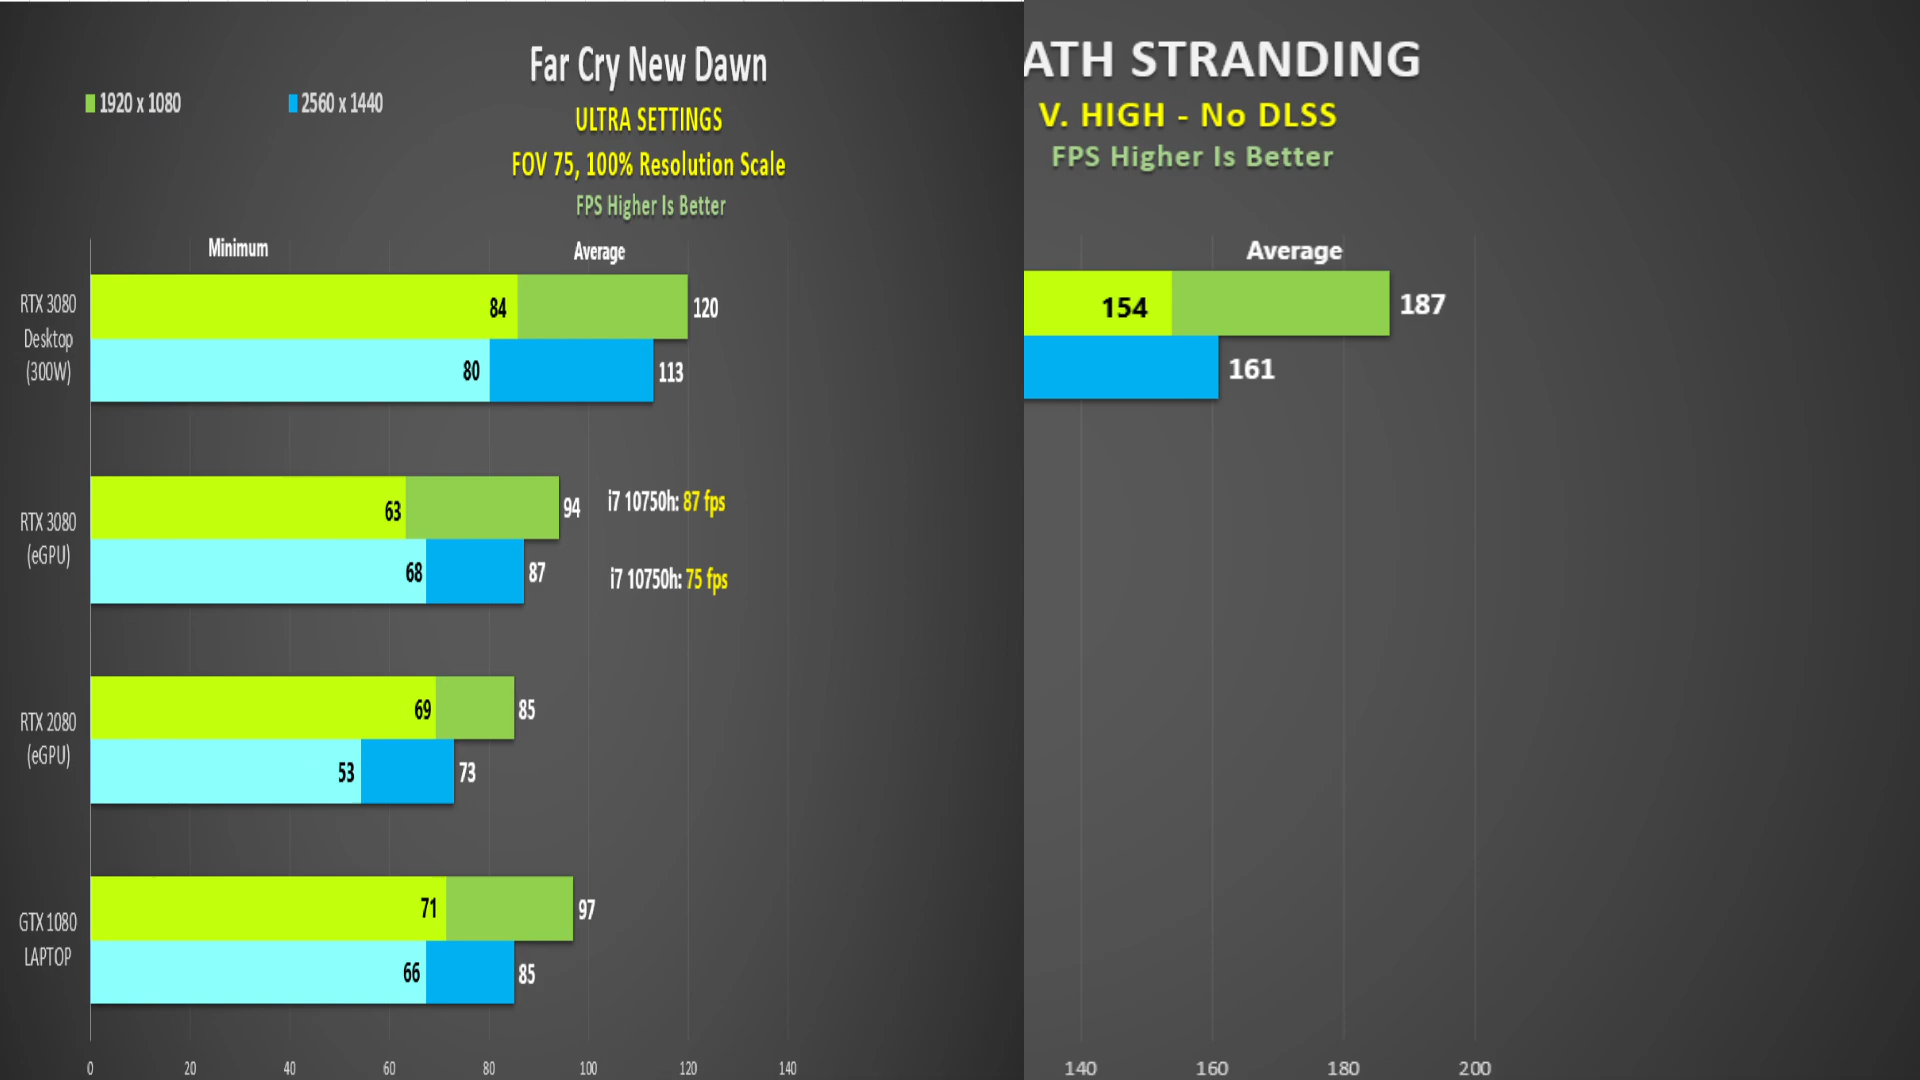 Far Cry New Dawn
1920 x 1080
2560 x 1440
ULTRA SETTINGS
FOV 75, 100% Resolution Scale
FPS Higher Is Better
Minimum
Average
RTX 3080
Desktop
(300W)
84
120
80
113
RTX 3080
(eGPU)
63
94
i7 10750h: 87 fps
68
87
i7 10750h: 75 fps
RTX 2080
(eGPU)
69
85
53
73
GTX 1080
LAPTOP
71
97
66
85
0 20 40 60 80 100 120 140
ATH STRANDING
V. HIGH - No DLSS
FPS Higher Is Better
Average
154
187
161
140 160 180 200